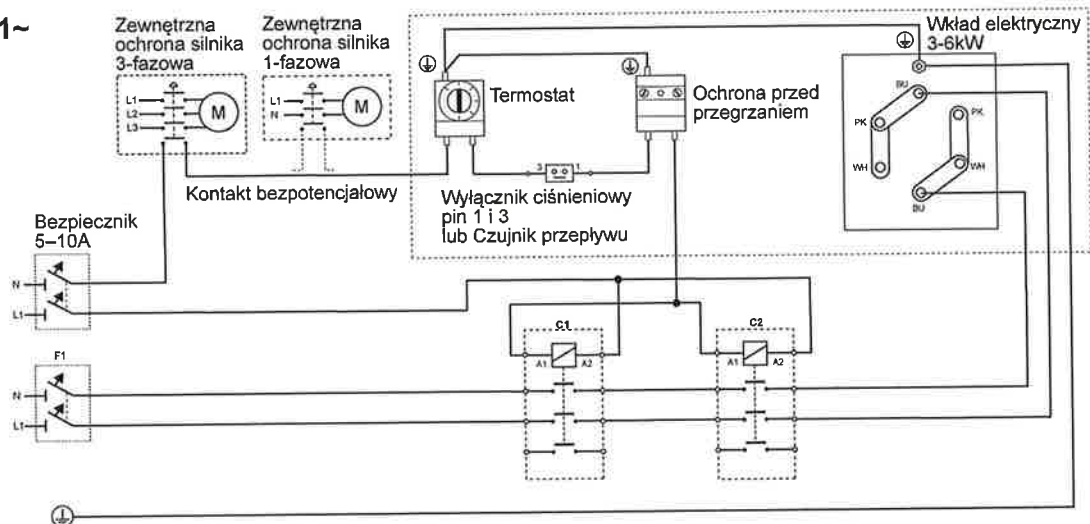 1~
Zewnętrzna
ochrona silnika
3-fazowa
Zewnętrzna
ochrona silnika
1-fazowa
Wkład elektryczny
3-6kW
L1
L2
L3
M
L1
N
M
Termostat
Ochrona przed
przegrzaniem
BU
PK
PK
WH
WH
BU
3
1
Kontakt bezpotencjałowy
Wyłącznik ciśnieniowy
pin 1 i 3
lub Czujnik przepływu
Bezpiecznik
5–10A
N
L1
C1
C2
A1
A2
A1
A2
F1
N
L1